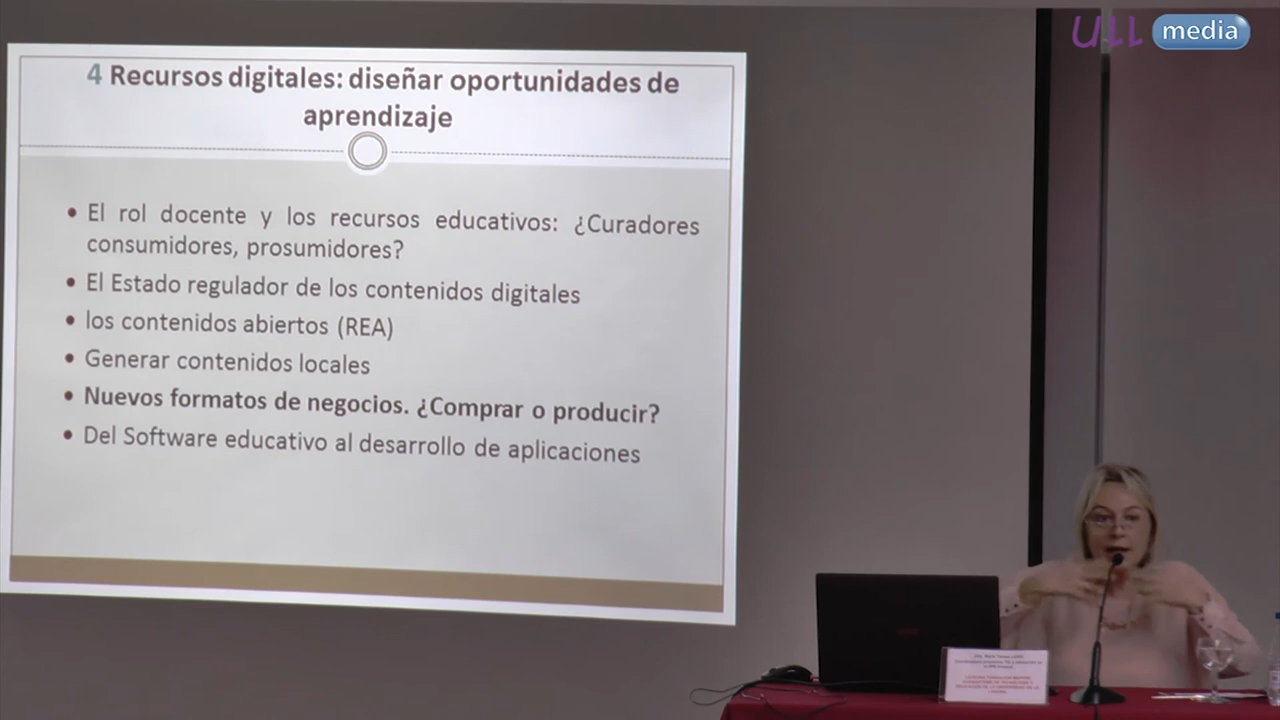 ULL media
4 Recursos digitales: diseñar oportunidades de
aprendizaje
• El rol docente y los recursos educativos: ¿Curadores
consumidores, prosumidores?
• El Estado regulador de los contenidos digitales
• los contenidos abiertos (REA)
• Generar contenidos locales
• Nuevos formatos de negocios. ¿Comprar o producir?
• Del Software educativo al desarrollo de aplicaciones